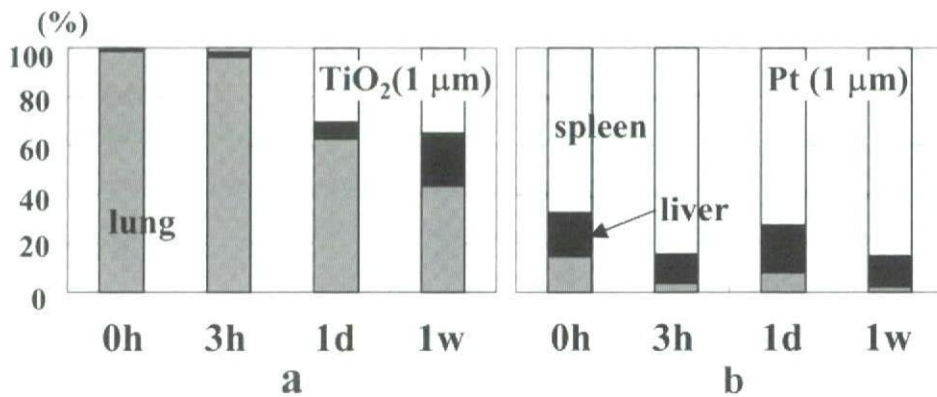 (%)
100
80
60
40
20
0
TiO₂(1 μm)
lung
0h 3h 1d 1w
a
Pt (1 μm)
spleen
liver
0h 3h 1d 1w
b